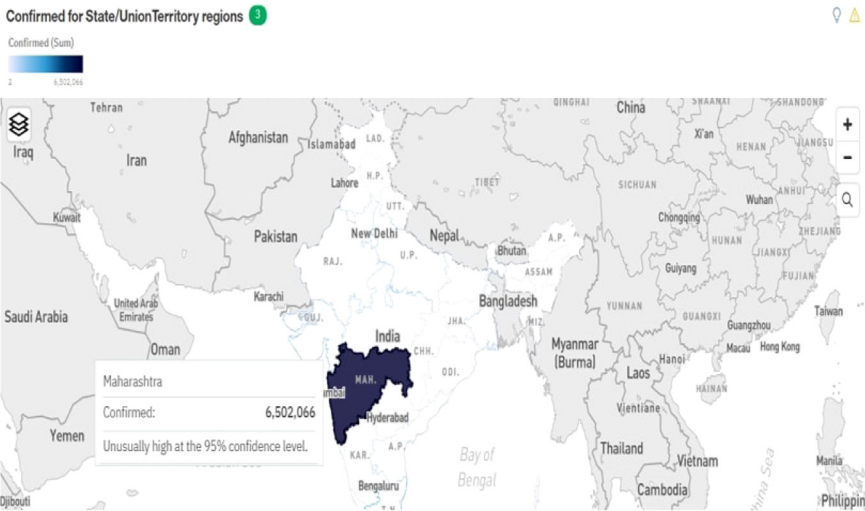 Confirmed for State/UnionTerritory regions 3
Confirmed (Sum)
2 6,502,066
Tehran
QINGHAI
China
SHAANXI
SHANDONG
Iraq
Iran
Afghanistan
Islamabad
LAD.
Xi'an
HENAN
JIANGSU
+
-
Lahore
H.P.
TIBET
SICHUAN
Wuhan
ANHUI
Kuwait
UTT.
Chongqing
ZHEJIANG
Pakistan
New Delhi
Nepal
Bhutan
A.P.
HUNAN
JIANGXI
RAJ.
U.P.
ASSAM
Guiyang
FUJIAN
Saudi Arabia
United Arab
Emirates
Karachi
GUJ.
Bangladesh
YUNNAN
GUANGXI
Taiwan
India
JHA.
MIZ.
Guangzhou
Oman
CHH.
Myanmar
(Burma)
Hanoi
Macau
Hong Kong
Maharashtra
MAH.
ODI.
Laos
HAINAN
Confirmed: 6,502,066
mbai
Hyderabad
Vientiane
Yemen
Unusually high at the 95% confidence level.
A.P.
Thailand
KAR.
Bay of
Bengal
Vietnam
Manila
Djibouti
Bengaluru
Cambodia
hina Sea
Philippin